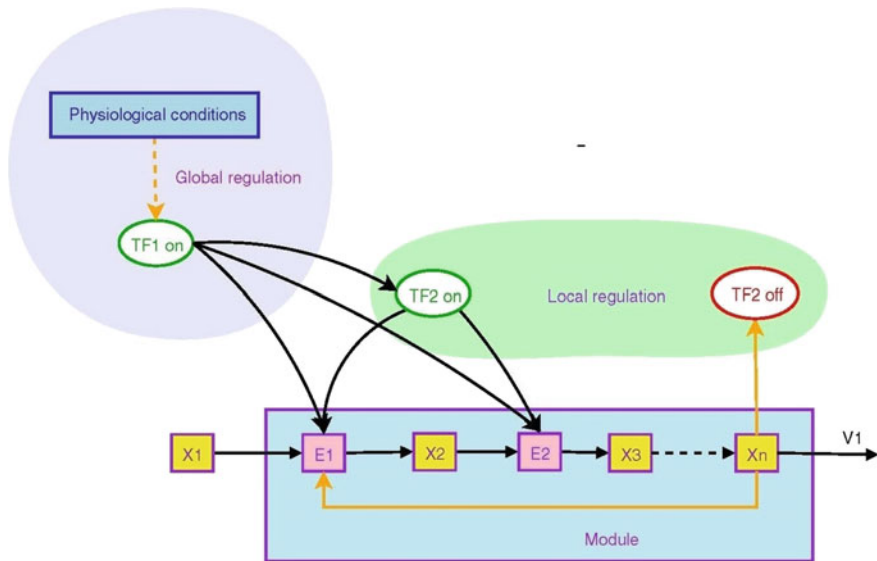 Physiological conditions
Global regulation
TF1 on
TF2 on
Local regulation
TF2 off
V1
X1
E1
X2
E2
X3
Xn
Module